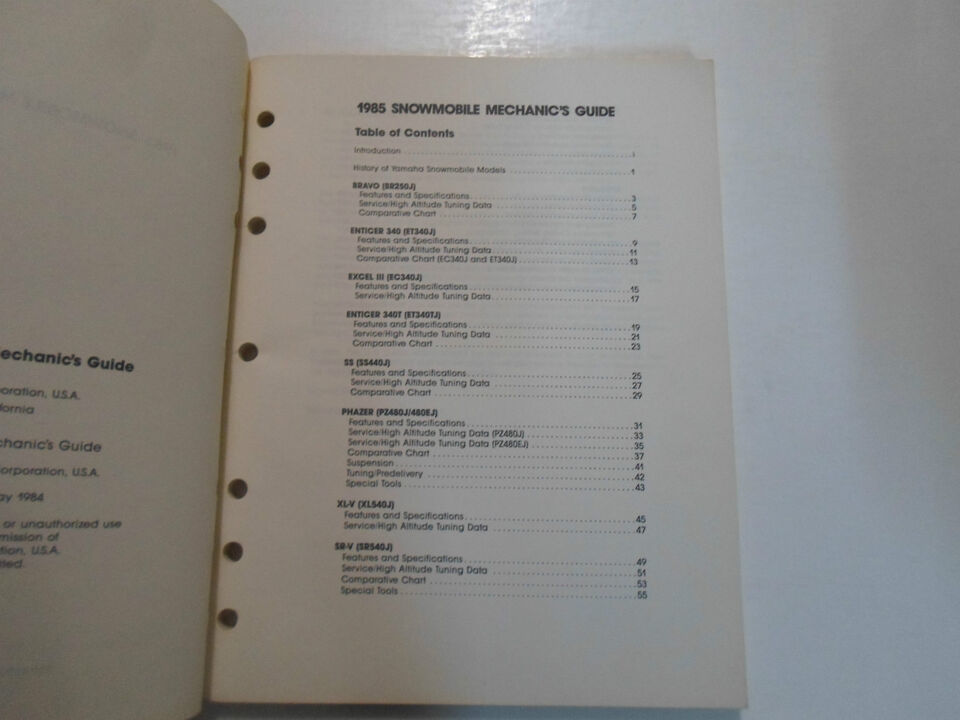 echanic's Guide
oration, U.S.A.
fornia
chanic's Guide
orporation, U.S.A.
ay 1984
or unauthorized use
mission of
tion, U.S.A.
1985 SNOWMOBILE MECHANIC'S GUIDE
Table of Contents
Introduction ........ i
History of Yamaha Snowmobile Models ........ 1
BRAVO (BR250J)
Features and Specifications ........ 3
Service/High Altitude Tuning Data ........ 5
Comparative Chart ........ 7
ENTICER 340 (ET340J)
Features and Specifications ........ 9
Service/High Altitude Tuning Data ........ 11
Comparative Chart (EC340J and ET340J) ........ 13
EXCEL III (EC340J)
Features and Specifications ........ 15
Service/High Altitude Tuning Data ........ 17
ENTICER 340T (ET340TJ)
Features and Specifications ........ 19
Service/High Altitude Tuning Data ........ 21
Comparative Chart ........ 23
SS (SS440J)
Features and Specifications ........ 25
Service/High Altitude Tuning Data ........ 27
Comparative Chart ........ 29
PHAZER (PZ480J/480EJ)
Features and Specifications ........ 31
Service/High Altitude Tuning Data (PZ480J) ........ 33
Service/High Altitude Tuning Data (PZ480EJ) ........ 35
Comparative Chart ........ 37
Suspension ........ 41
Tuning/Predelivery ........ 42
Special Tools ........ 43
XL-V (XL540J)
Features and Specifications ........ 45
Service/High Altitude Tuning Data ........ 47
SR-V (SR540J)
Features and Specifications ........ 49
Service/High Altitude Tuning Data ........ 51
Comparative Chart ........ 53
Special Tools ........ 55